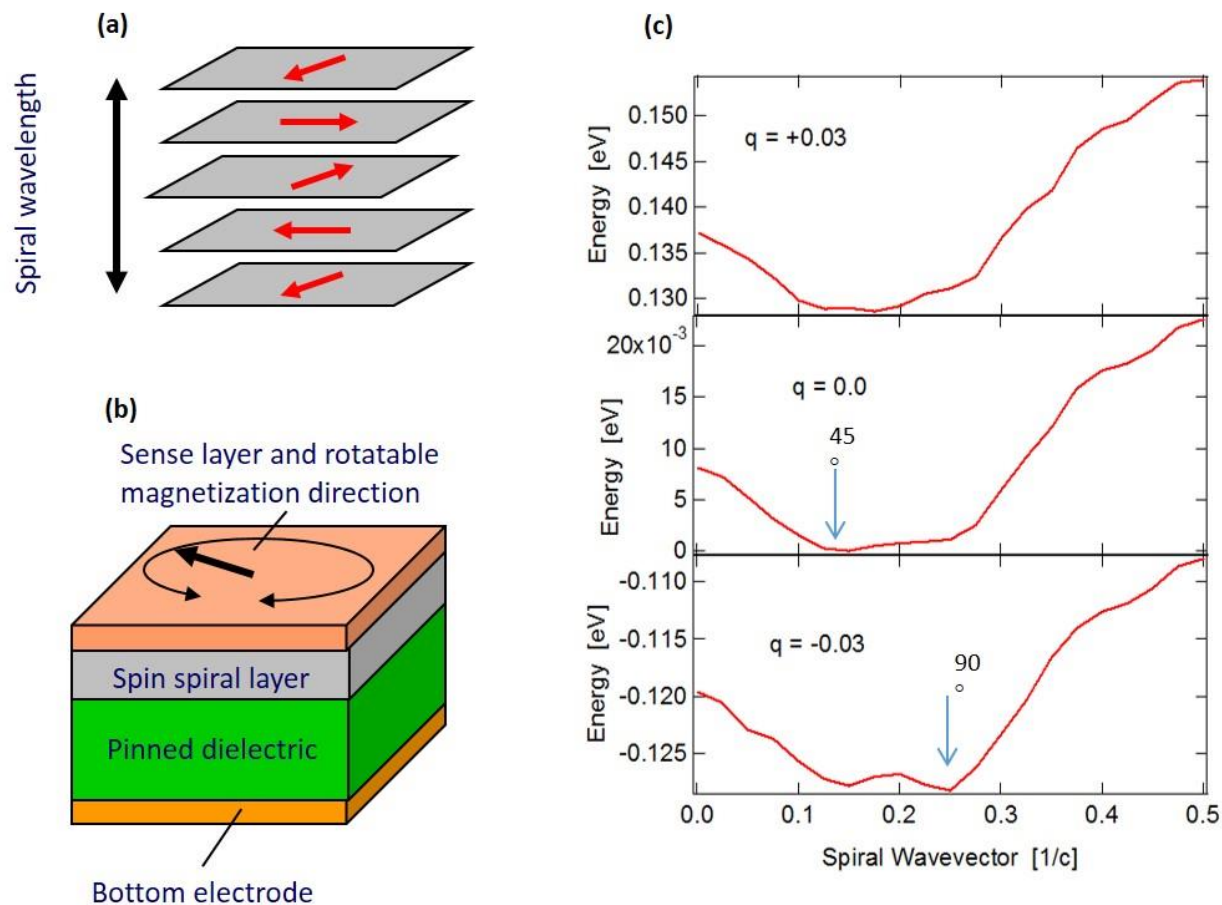 (a)
Spiral wavelength
(b)
Sense layer and rotatable
magnetization direction
Spin spiral layer
Pinned dielectric
Bottom electrode
(c)
Energy [eV]
0.150
0.145
0.140
0.135
0.130
q = +0.03
Energy [eV]
20x10⁻³
15
10
5
0
q = 0.0
45
°
Energy [eV]
-0.110
-0.115
-0.120
-0.125
q = -0.03
90
°
0.0 0.1 0.2 0.3 0.4 0.5
Spiral Wavevector [1/c]